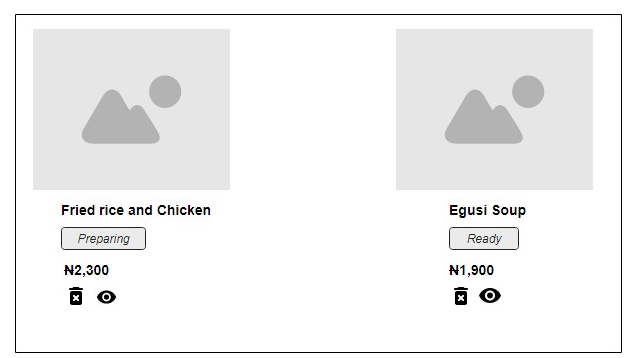 Fried rice and Chicken
Preparing
₦2,300
Egusi Soup
Ready
₦1,900